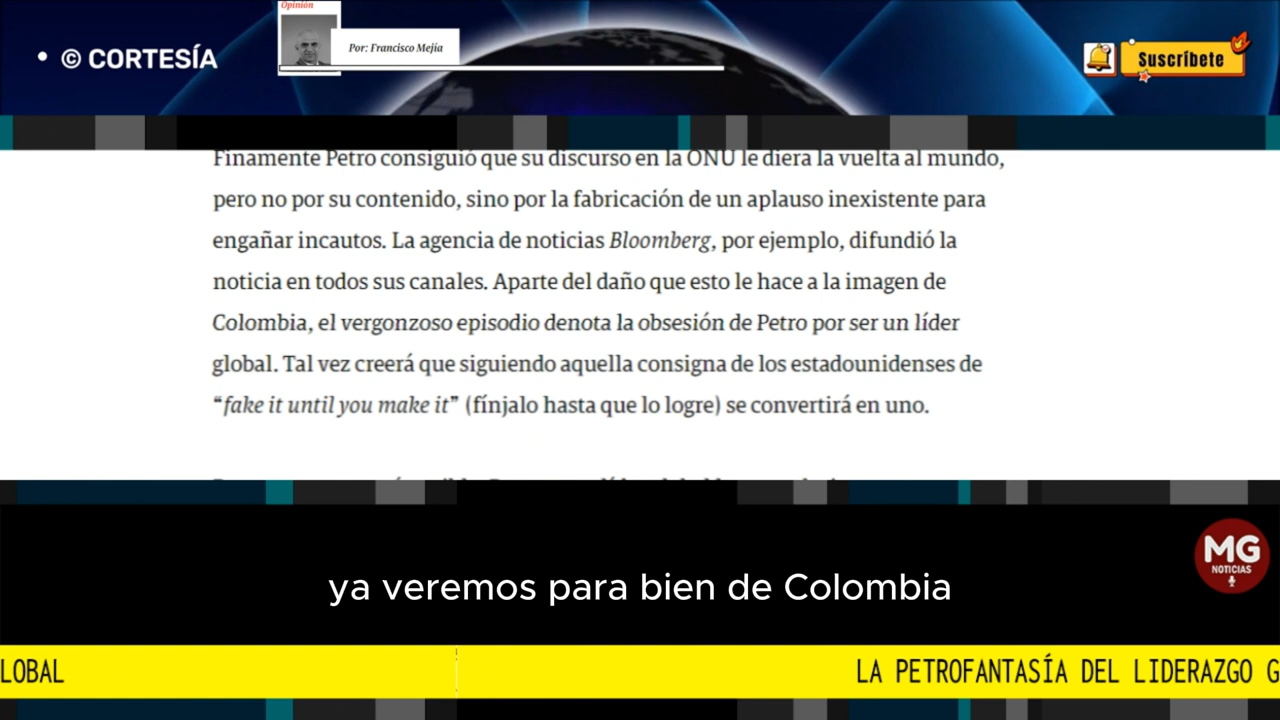 Opinión
• © CORTESÍA
Por: Francisco Mejía
Suscríbete
Finamente Petro consiguió que su discurso en la ONU le diera la vuelta al mundo,
pero no por su contenido, sino por la fabricación de un aplauso inexistente para
engañar incautos. La agencia de noticias Bloomberg, por ejemplo, difundió la
noticia en todos sus canales. Aparte del daño que esto le hace a la imagen de
Colombia, el vergonzoso episodio denota la obsesión de Petro por ser un líder
global. Tal vez creerá que siguiendo aquella consigna de los estadounidenses de
“fake it until you make it” (fínjalo hasta que lo logre) se convertirá en uno.
MG
NOTICIAS
ya veremos para bien de Colombia
LOBAL
LA PETROFANTASÍA DEL LIDERAZGO G